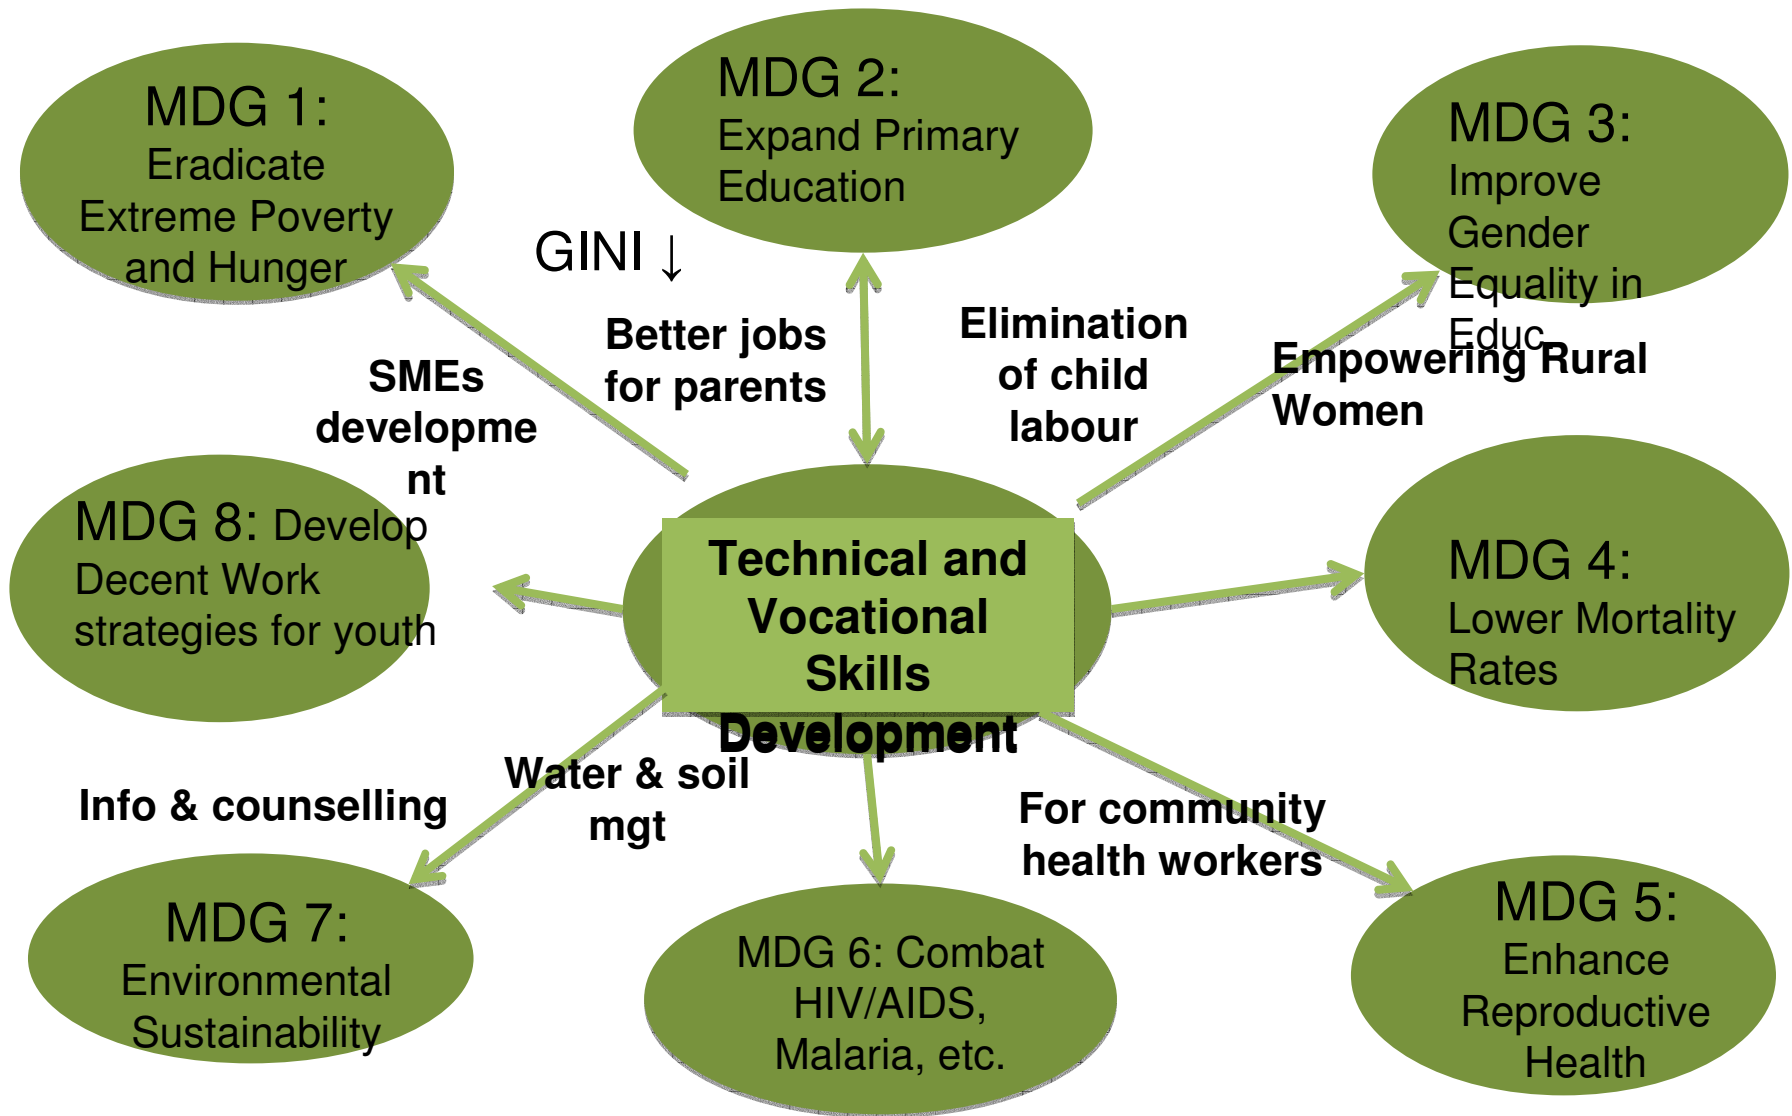 MDG 1:
Eradicate
Extreme Poverty
and Hunger
MDG 2:
Expand Primary
Education
MDG 3:
Improve
Gender
Equality in
Educ.
GINI ↓
Better jobs
for parents
Elimination
of child
labour
Empowering Rural
Women
SMEs
developme
nt
MDG 8: Develop
Decent Work
strategies for youth
Technical and
Vocational
Skills
Development
MDG 4:
Lower Mortality
Rates
Info & counselling
Water & soil
mgt
For community
health workers
MDG 7:
Environmental
Sustainability
MDG 6: Combat
HIV/AIDS,
Malaria, etc.
MDG 5:
Enhance
Reproductive
Health